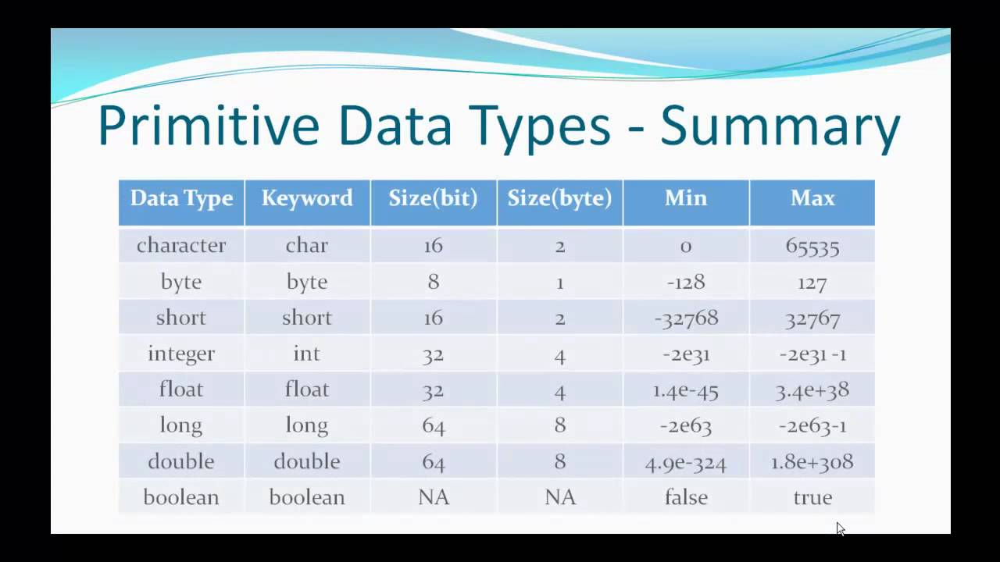 Primitive Data Types - Summary
Data Type Keyword Size(bit) Size(byte) Min Max
character char 16 2 0 65535
byte byte 8 1 -128 127
short short 16 2 -32768 32767
integer int 32 4 -2e31 -2e31 -1
float float 32 4 1.4e-45 3.4e+38
long long 64 8 -2e63 -2e63-1
double double 64 8 4.9e-324 1.8e+308
boolean boolean NA NA false true